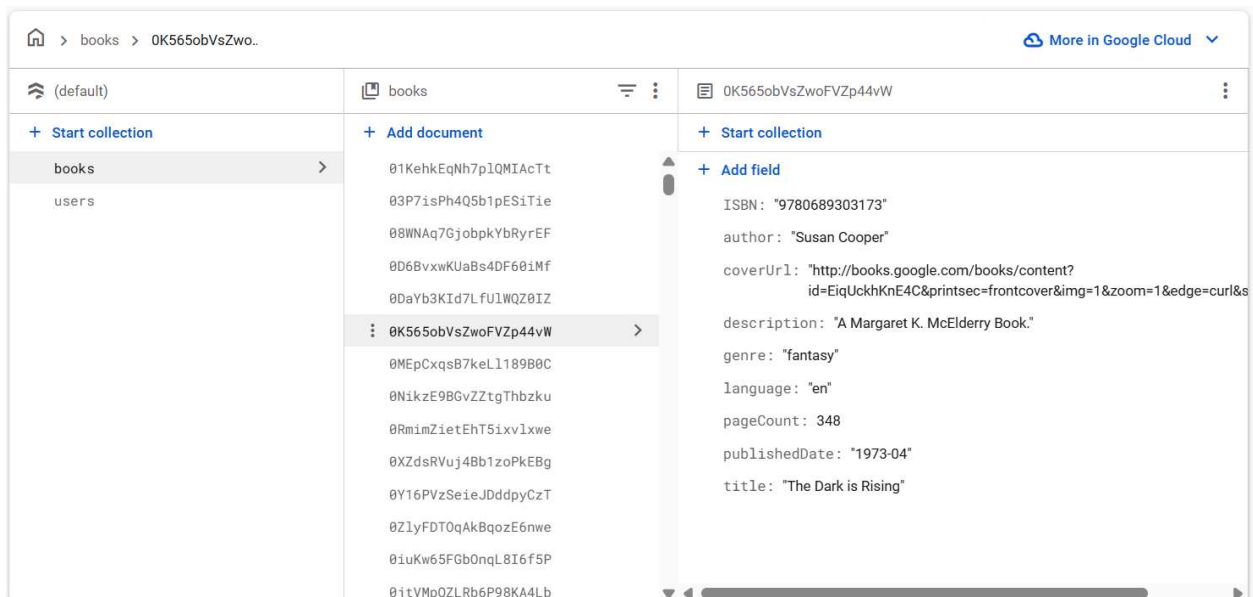 books > 0K565obVsZwo..
More in Google Cloud
(default)
+ Start collection
books
users
books
+ Add document
01KehkEqNh7plQMIAcTt
03P7isPh4Q5b1pESiTie
08WNAq7GjobpkYbRyrEF
0D6BvxwKUaBs4DF60iMf
0DaYb3KId7LfUlWQZ0IZ
0K565obVsZwoFVZp44vW
0MEpCxqsB7keLl189B0C
0NikzE9BGvZZtgThbzku
0RmimZietEhT5ixvlxwe
0XZdsRVuj4Bb1zoPkEBg
0Y16PVzSeieJDddpyCzT
0ZlyFDTOqAkBqozE6nwe
0iuKw65FGbOnqL8I6f5P
0jtVMpOZLRb6P98KA4Lb
0K565obVsZwoFVZp44vW
+ Start collection
+ Add field
ISBN: "9780689303173"
author: "Susan Cooper"
coverUrl: "http://books.google.com/books/content?
id=EiqUckhKnE4C&printsec=frontcover&img=1&zoom=1&edge=curl&s
description: "A Margaret K. McElderry Book."
genre: "fantasy"
language: "en"
pageCount: 348
publishedDate: "1973-04"
title: "The Dark is Rising"